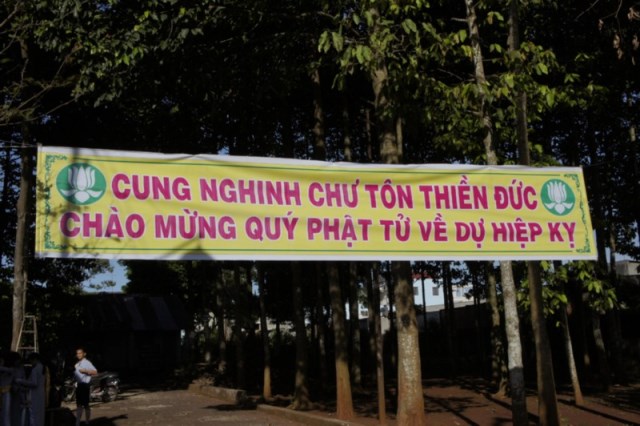 CUNG NGHINH CHƯ TÔN THIỀN ĐỨC
CHÀO MỪNG QUÝ PHẬT TỬ VỀ DỰ HIỆP KỴ